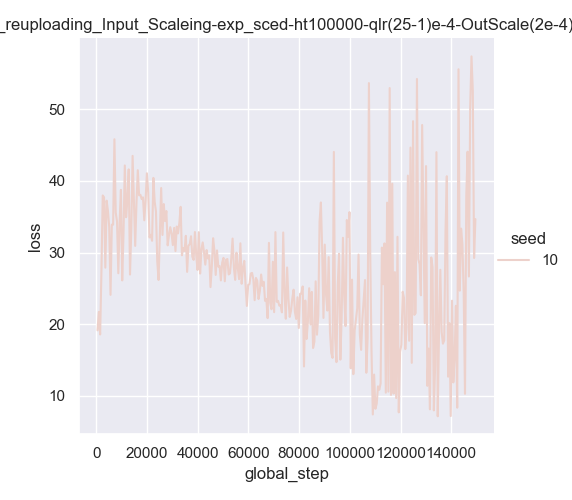 _reuploading_Input_Scaleing-exp_sced-ht100000-qlr(25-1)e-4-OutScale(2e-4)
50
40
30
20
10
loss
0 20000 40000 60000 80000 100000 120000 140000
global_step
seed
10